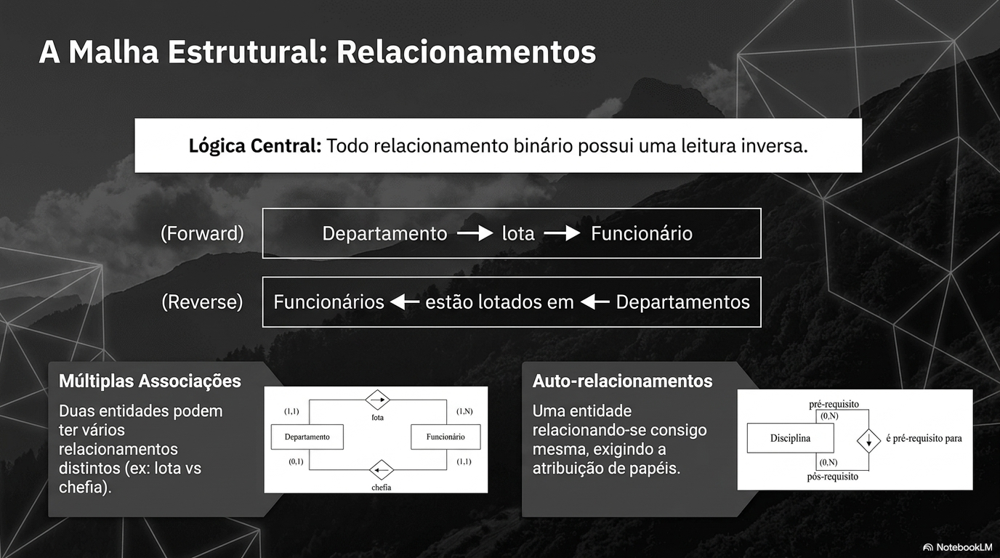 A Malha Estrutural: Relacionamentos
Lógica Central: Todo relacionamento binário possui uma leitura inversa.
(Forward)
Departamento → lota → Funcionário
(Reverse)
Funcionários ← estão lotados em ← Departamentos
Múltiplas Associações
Duas entidades podem
ter vários
relacionamentos
distintos (ex: lota vs
chefia).
(1,1)
fota
(1,N)
Departamento
Funcionário
(0,1)
(1,1)
chefia
Auto-relacionamentos
Uma entidade
relacionando-se consigo
mesma, exigindo a
atribuição de papéis.
pré-requisito
(0,N)
Disciplina
é pré-requisito para
(0,N)
pôs-requisito
NotebookLM